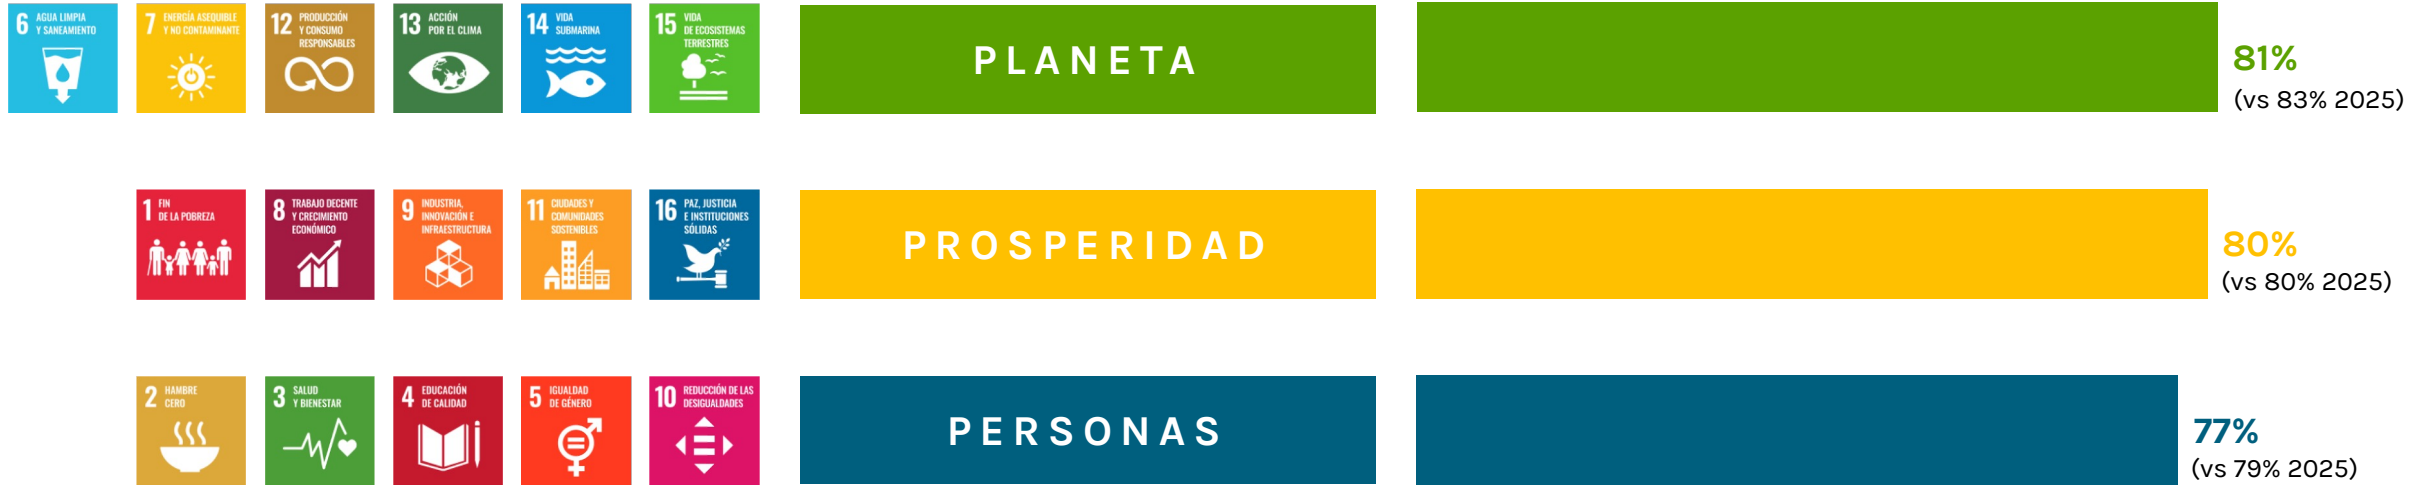 6 AGUA LIMPIA
Y SANEAMIENTO
7 ENERGÍA ASEQUIBLE
Y NO CONTAMINANTE
12 PRODUCCIÓN
Y CONSUMO
RESPONSABLES
13 ACCIÓN
POR EL CLIMA
14 VIDA
SUBMARINA
15 VIDA
DE ECOSISTEMAS
TERRESTRES
PLANETA
81%
(vs 83% 2025)
1 FIN
DE LA POBREZA
8 TRABAJO DECENTE
Y CRECIMIENTO
ECONÓMICO
9 INDUSTRIA,
INNOVACIÓN E
INFRAESTRUCTURA
11 CIUDADES Y
COMUNIDADES
SOSTENIBLES
16 PAZ, JUSTICIA
E INSTITUCIONES
SÓLIDAS
PROSPERIDAD
80%
(vs 80% 2025)
2 HAMBRE
CERO
3 SALUD
Y BIENESTAR
4 EDUCACIÓN
DE CALIDAD
5 IGUALDAD
DE GÉNERO
10 REDUCCIÓN DE LAS
DESIGUALDADES
PERSONAS
77%
(vs 79% 2025)